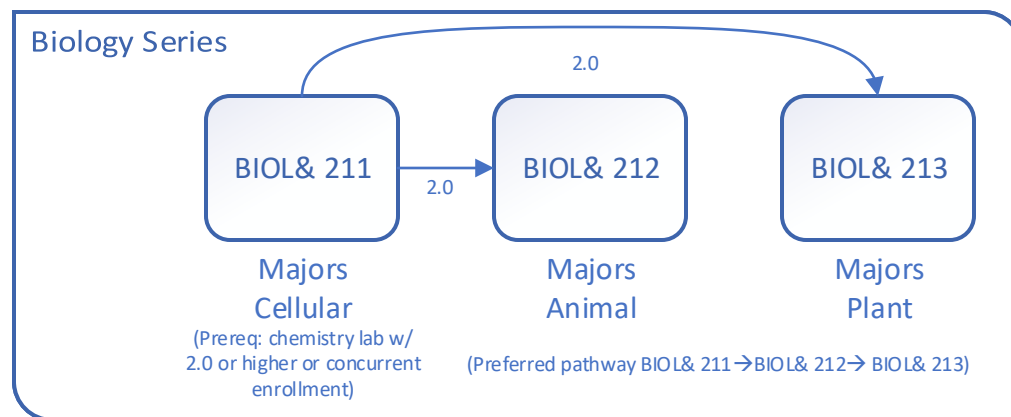 Biology Series
2.0
BIOL& 211
2.0
BIOL& 212
BIOL& 213
Majors
Cellular
(Prereq: chemistry lab w/
2.0 or higher or concurrent
enrollment)
Majors
Animal
Majors
Plant
(Preferred pathway BIOL& 211→BIOL& 212→ BIOL& 213)